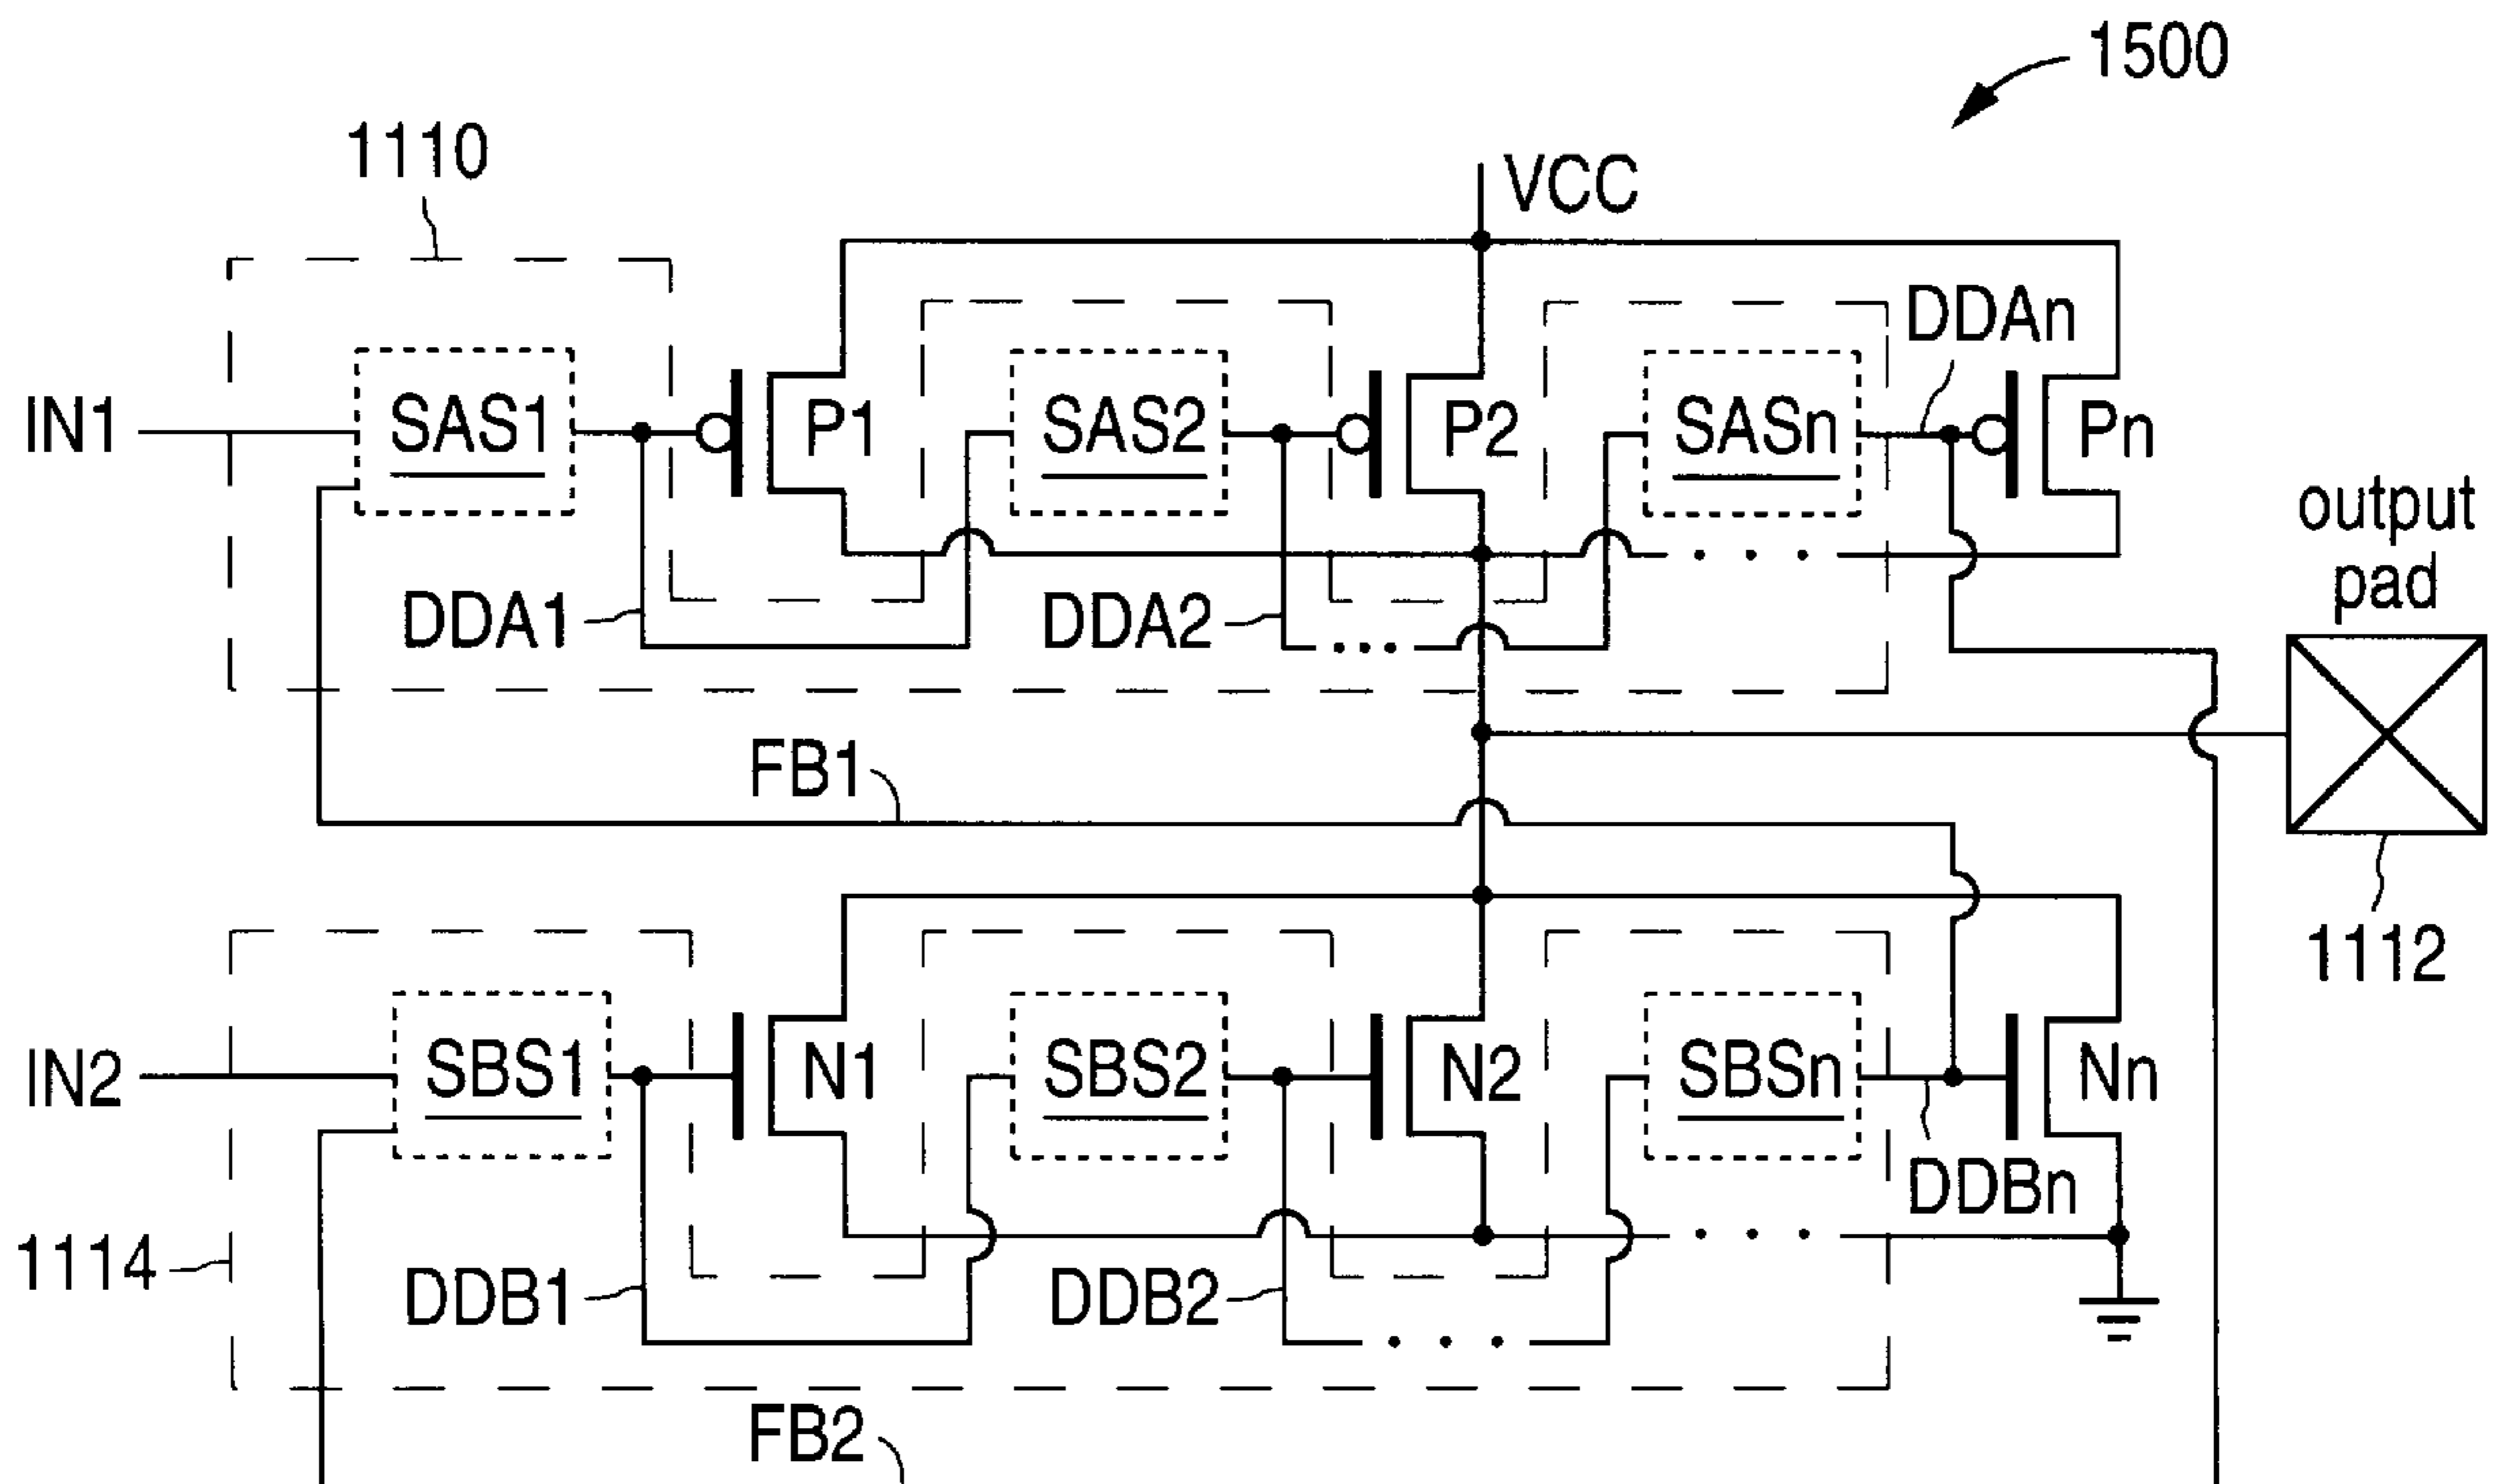 1500
1110
VCC
DDAn
IN1
SAS1
P1
SAS2
P2
SASn
Pn
output
pad
DDA1
DDA2
FB1
1112
IN2
SBS1
N1
SBS2
N2
SBSn
Nn
DDBn
1114
DDB1
DDB2
FB2